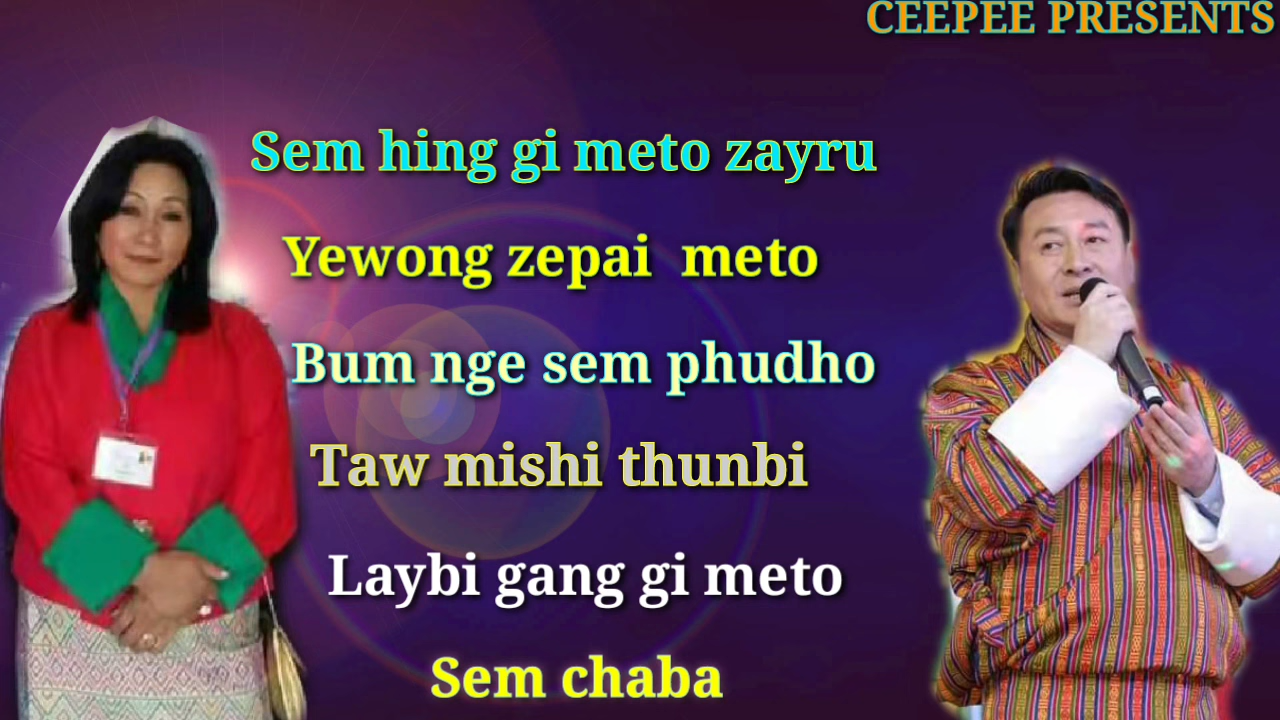 CEEPEE PRESENTS
Sem hing gi meto zayru
Yewong zepai meto
Bum nge sem phudho
Taw mishi thunbi
Laybi gang gi meto
Sem chaba